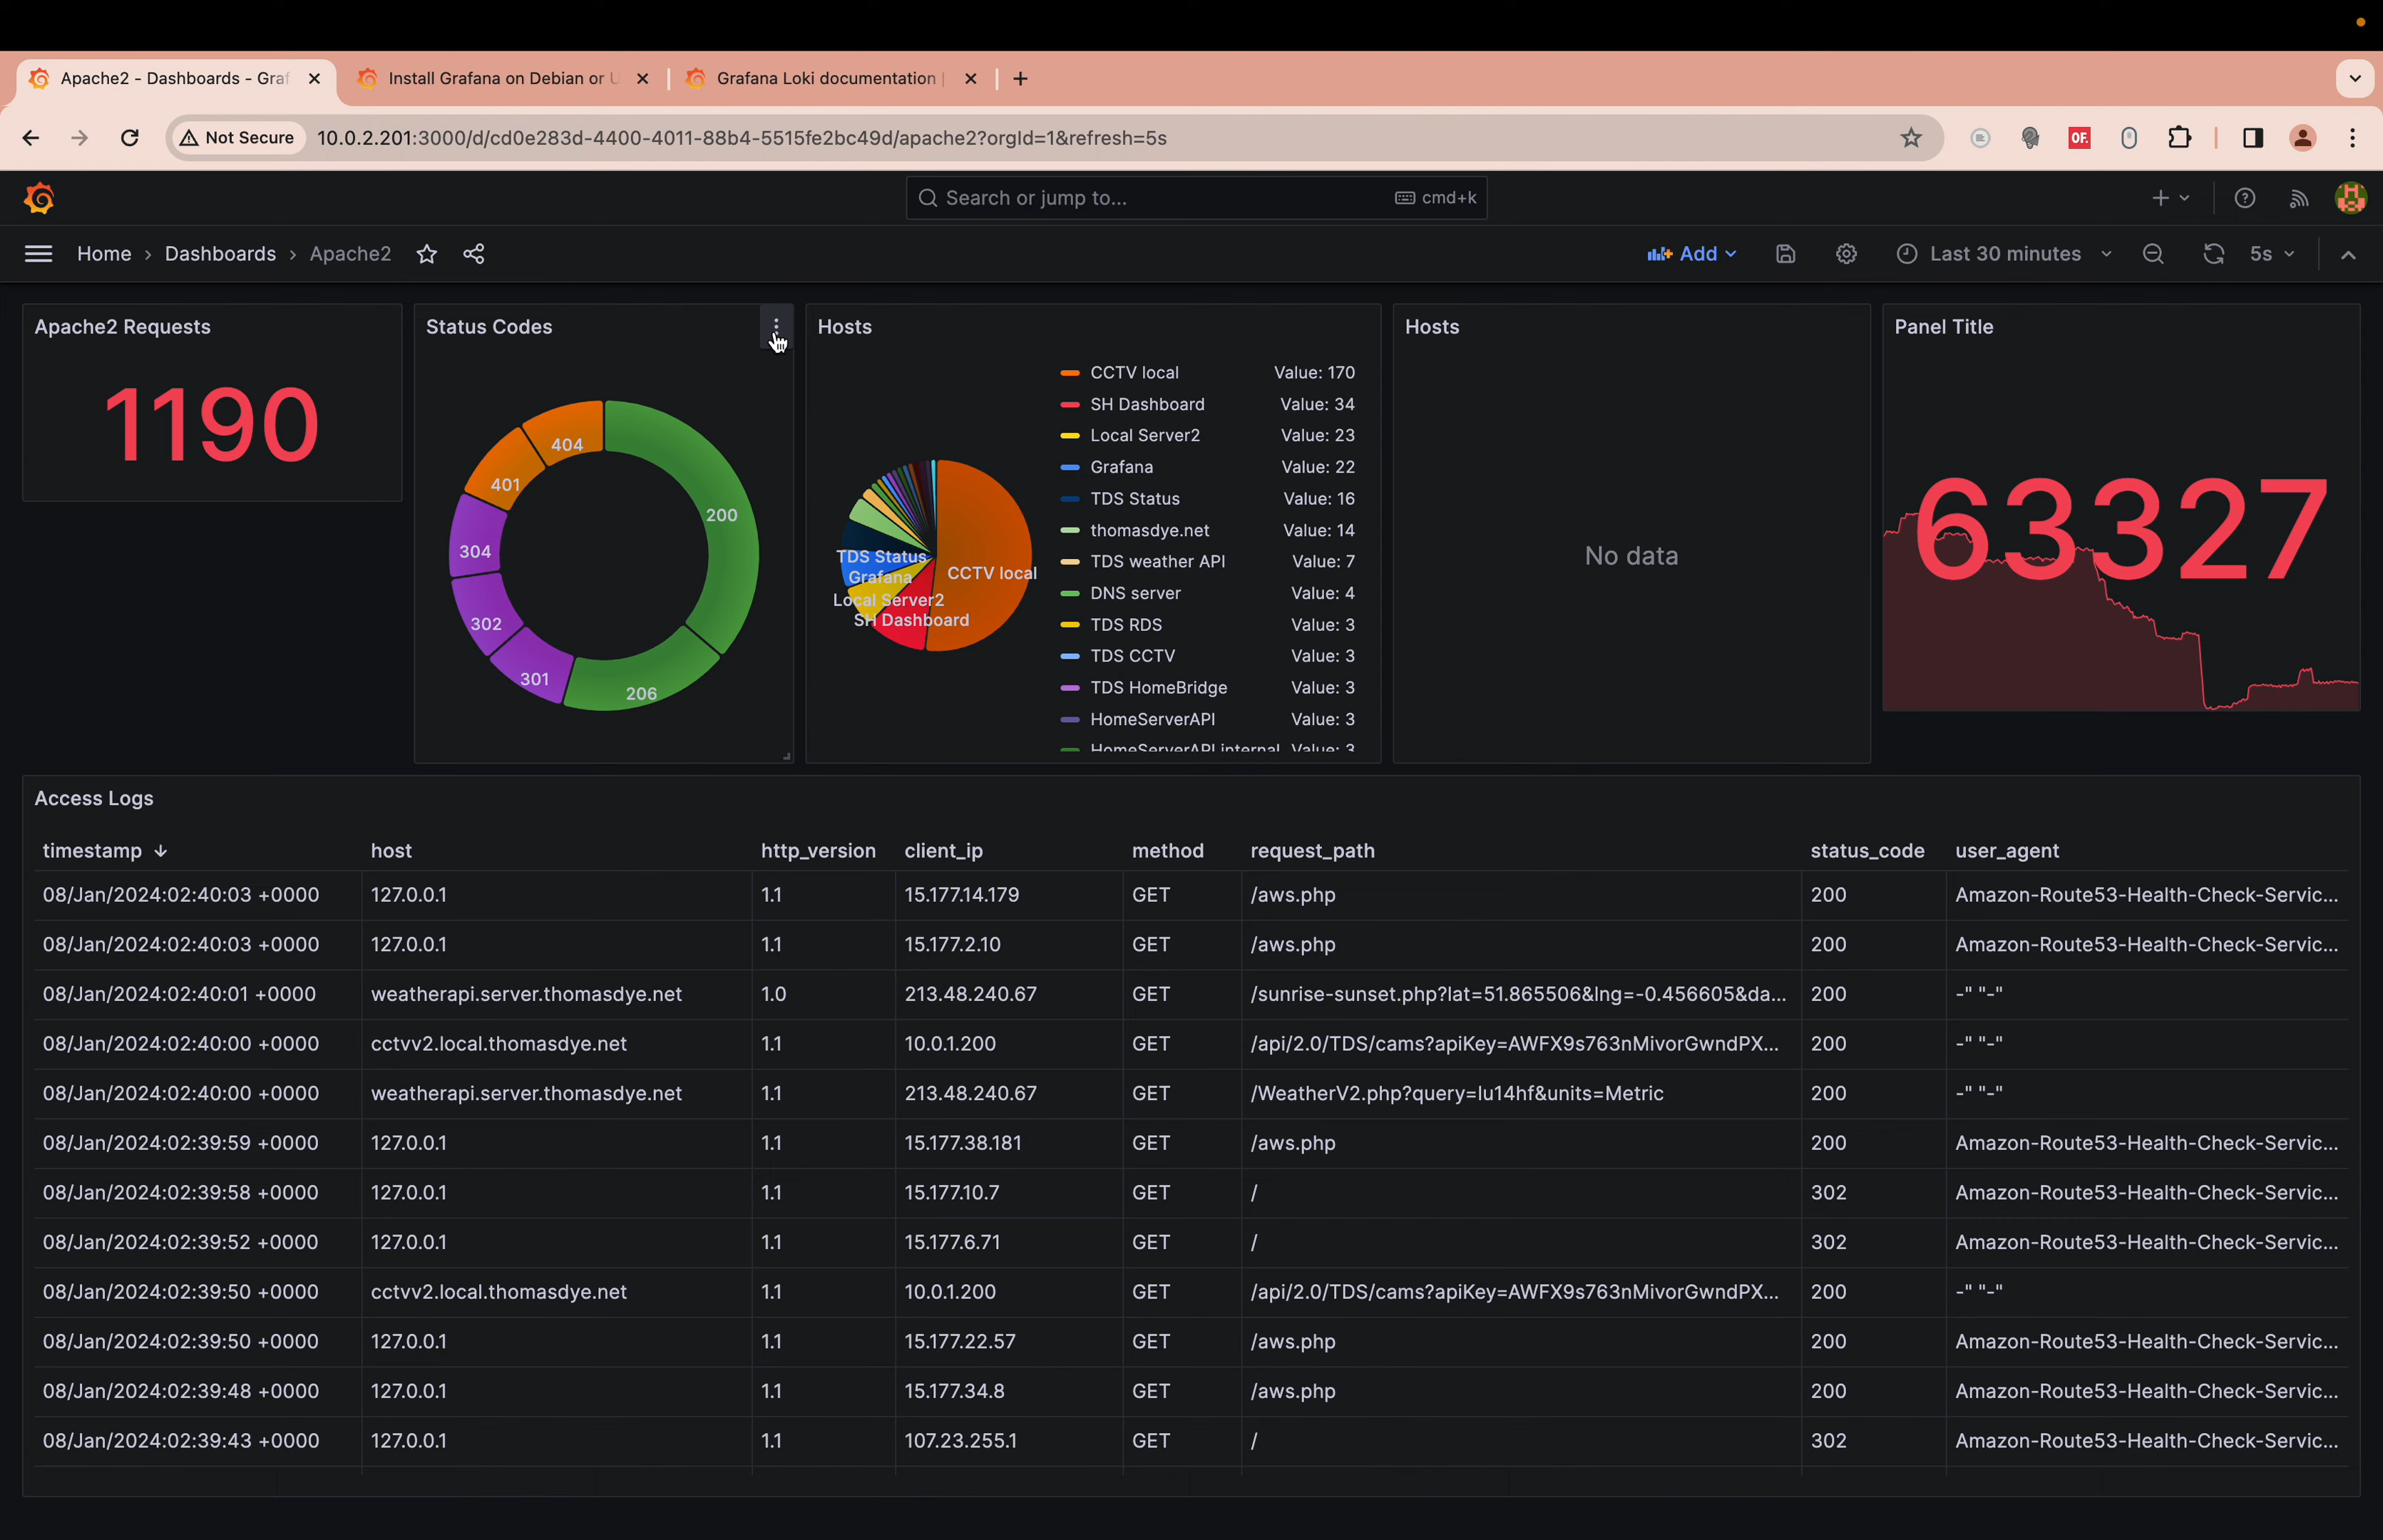 Apache2 - Dashboards - Graf
Install Grafana on Debian or U
Grafana Loki documentation |
Not Secure
10.0.2.201:3000/d/cd0e283d-4400-4011-88b4-5515fe2bc49d/apache2?orgId=1&refresh=5s
OF.
Search or jump to...
cmd+k
Home › Dashboards › Apache2
Add
Last 30 minutes
5s
Apache2 Requests
1190
Status Codes
404
401
200
304
302
301
206
Hosts
TDS Status
Grafana
CCTV local
Local Server2
SH Dashboard
CCTV local Value: 170
SH Dashboard Value: 34
Local Server2 Value: 23
Grafana Value: 22
TDS Status Value: 16
thomasdye.net Value: 14
TDS weather API Value: 7
DNS server Value: 4
TDS RDS Value: 3
TDS CCTV Value: 3
TDS HomeBridge Value: 3
HomeServerAPI Value: 3
HomeServerAPI internal Value: 3
Hosts
No data
Panel Title
63327
Access Logs
timestamp host http_version client_ip method request_path status_code user_agent
08/Jan/2024:02:40:03 +0000 127.0.0.1 1.1 15.177.14.179 GET /aws.php 200 Amazon-Route53-Health-Check-Servic...
08/Jan/2024:02:40:03 +0000 127.0.0.1 1.1 15.177.2.10 GET /aws.php 200 Amazon-Route53-Health-Check-Servic...
08/Jan/2024:02:40:01 +0000 weatherapi.server.thomasdye.net 1.0 213.48.240.67 GET /sunrise-sunset.php?lat=51.865506&lng=-0.456605&da... 200 -" "-"
08/Jan/2024:02:40:00 +0000 cctvv2.local.thomasdye.net 1.1 10.0.1.200 GET /api/2.0/TDS/cams?apiKey=AWFX9s763nMivorGwndPX... 200 -" "-"
08/Jan/2024:02:40:00 +0000 weatherapi.server.thomasdye.net 1.1 213.48.240.67 GET /WeatherV2.php?query=lu14hf&units=Metric 200 -" "-"
08/Jan/2024:02:39:59 +0000 127.0.0.1 1.1 15.177.38.181 GET /aws.php 200 Amazon-Route53-Health-Check-Servic...
08/Jan/2024:02:39:58 +0000 127.0.0.1 1.1 15.177.10.7 GET / 302 Amazon-Route53-Health-Check-Servic...
08/Jan/2024:02:39:52 +0000 127.0.0.1 1.1 15.177.6.71 GET / 302 Amazon-Route53-Health-Check-Servic...
08/Jan/2024:02:39:50 +0000 cctvv2.local.thomasdye.net 1.1 10.0.1.200 GET /api/2.0/TDS/cams?apiKey=AWFX9s763nMivorGwndPX... 200 -" "-"
08/Jan/2024:02:39:50 +0000 127.0.0.1 1.1 15.177.22.57 GET /aws.php 200 Amazon-Route53-Health-Check-Servic...
08/Jan/2024:02:39:48 +0000 127.0.0.1 1.1 15.177.34.8 GET /aws.php 200 Amazon-Route53-Health-Check-Servic...
08/Jan/2024:02:39:43 +0000 127.0.0.1 1.1 107.23.255.1 GET / 302 Amazon-Route53-Health-Check-Servic...